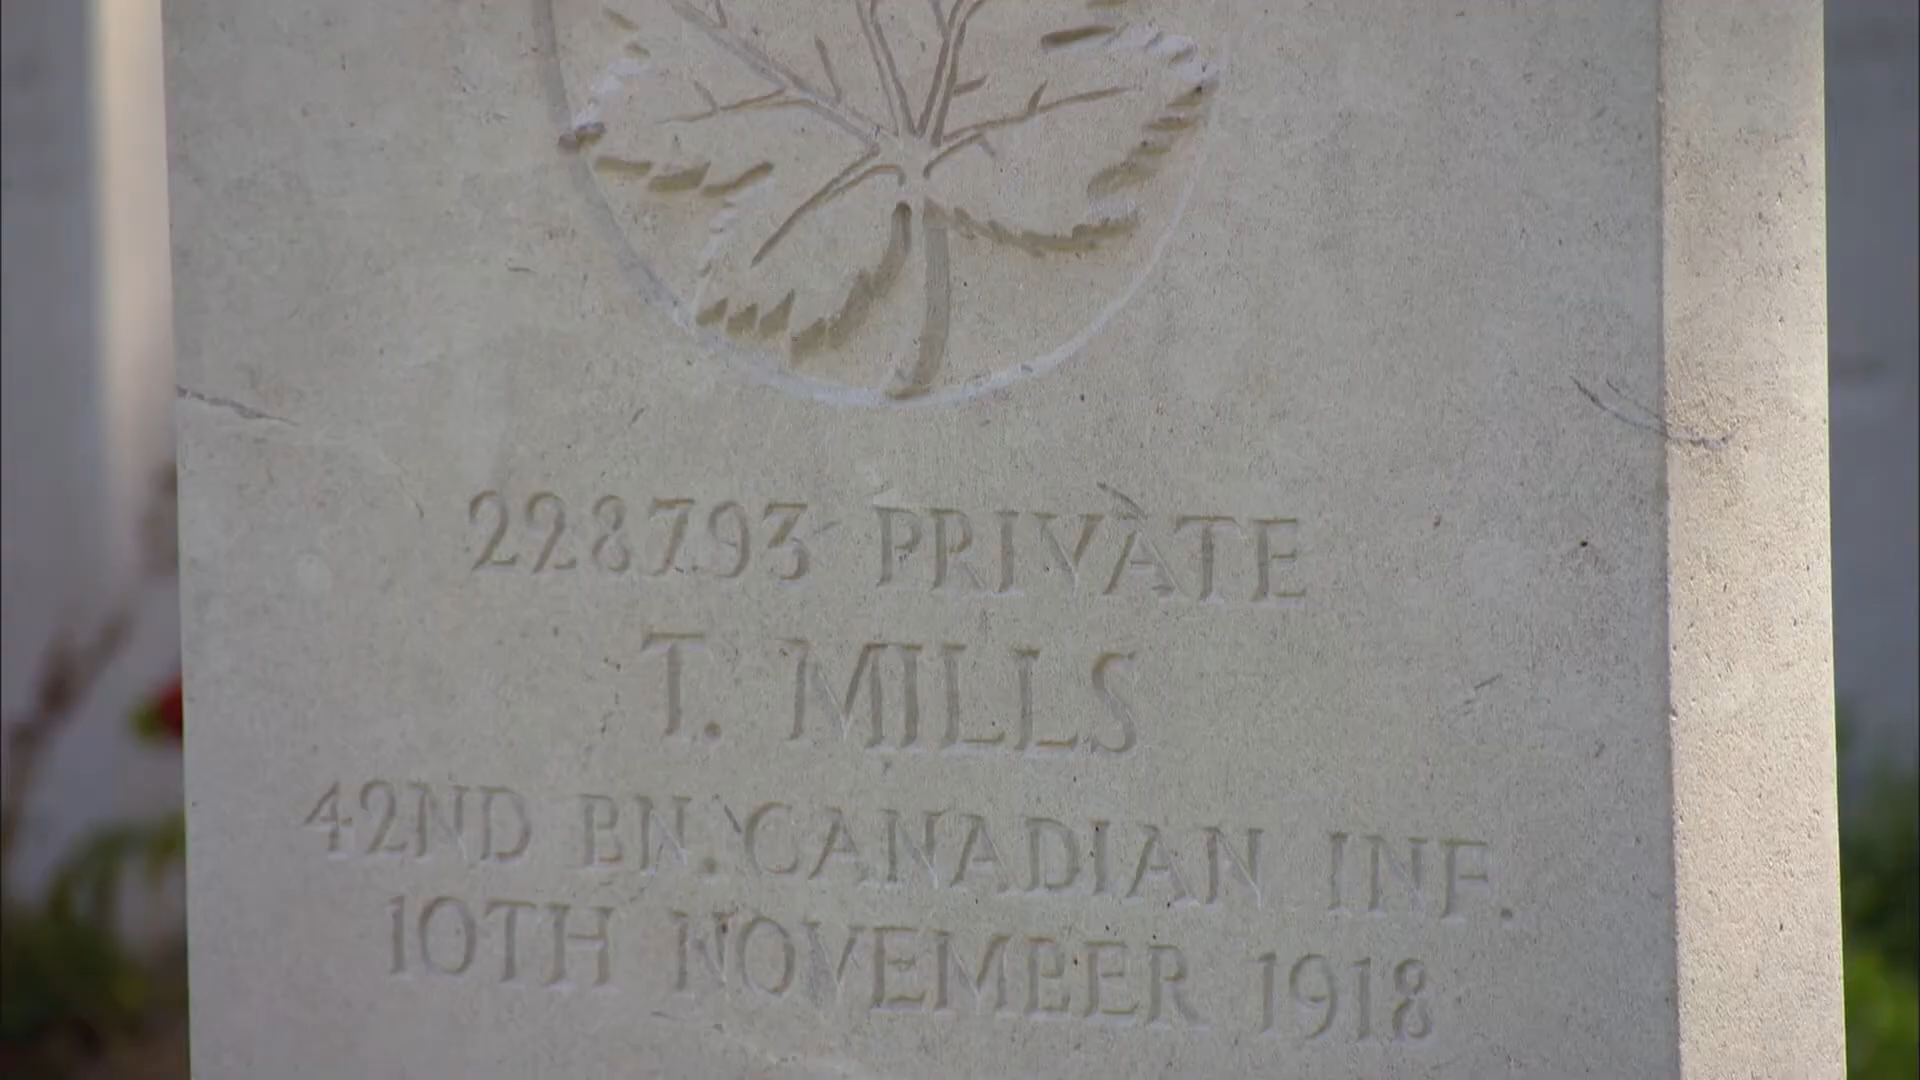 228793 PRIVATE
T. MILLS
42ND BN. CANADIAN INF.
10TH NOVEMBER 1918